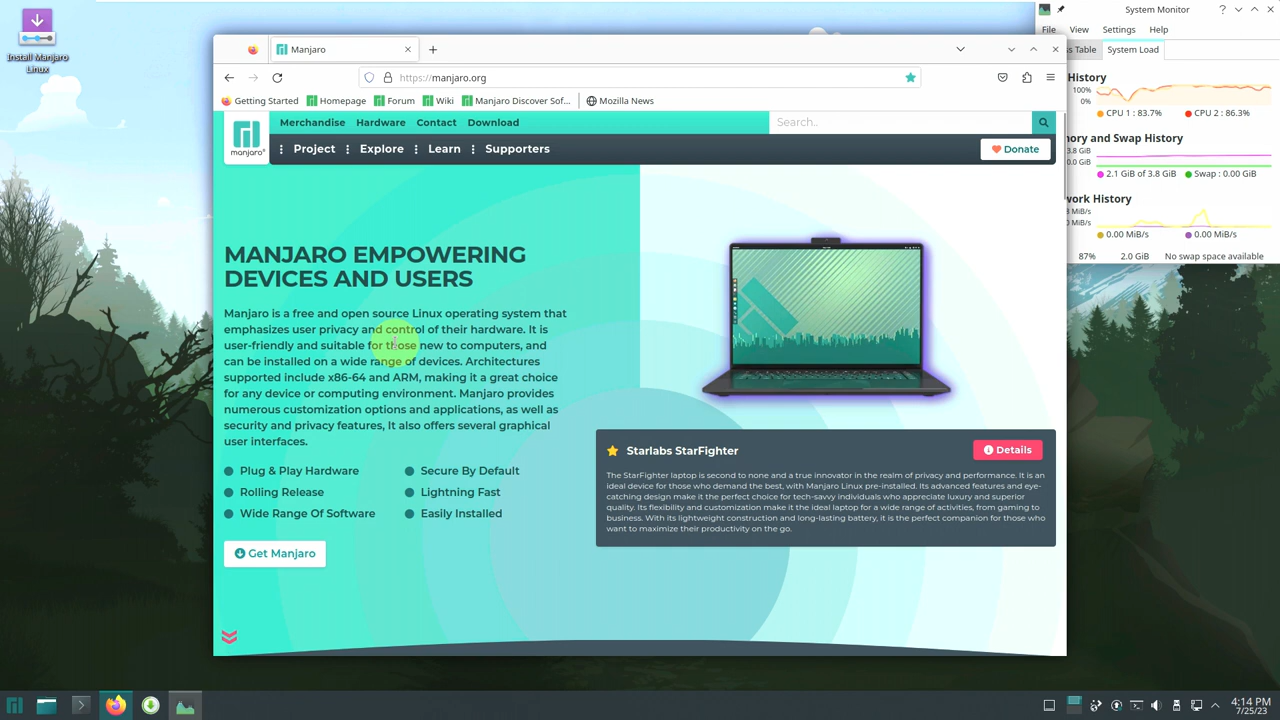 Install Manjaro
Linux
System Monitor
File View Settings Help
ss Table System Load
History
100%
0%
CPU 1 : 83.7% CPU 2 : 86.3%
ory and Swap History
3.8 GiB
0.0 GiB
2.1 GiB of 3.8 GiB Swap : 0.00 GiB
work History
MiB/s
MiB/s
0.00 MiB/s 0.00 MiB/s
87% 2.0 GiB No swap space available
Manjaro
https://manjaro.org
Getting Started Homepage Forum Wiki Manjaro Discover Sof... Mozilla News
Merchandise Hardware Contact Download Search..
manjaro®
Project Explore Learn Supporters Donate
MANJARO EMPOWERING
DEVICES AND USERS
Manjaro is a free and open source Linux operating system that
emphasizes user privacy and control of their hardware. It is
user-friendly and suitable for those new to computers, and
can be installed on a wide range of devices. Architectures
supported include x86-64 and ARM, making it a great choice
for any device or computing environment. Manjaro provides
numerous customization options and applications, as well as
security and privacy features, It also offers several graphical
user interfaces.
Plug & Play Hardware Secure By Default
Rolling Release Lightning Fast
Wide Range Of Software Easily Installed
Get Manjaro
Starlabs StarFighter Details
The StarFighter laptop is second to none and a true innovator in the realm of privacy and performance. It is an
ideal device for those who demand the best, with Manjaro Linux pre-installed. Its advanced features and eye-
catching design make it the perfect choice for tech-savvy individuals who appreciate luxury and superior
quality. Its flexibility and customization make it the ideal laptop for a wide range of activities, from gaming to
business. With its lightweight construction and long-lasting battery, it is the perfect companion for those who
want to maximize their productivity on the go.
4:14 PM
7/25/23